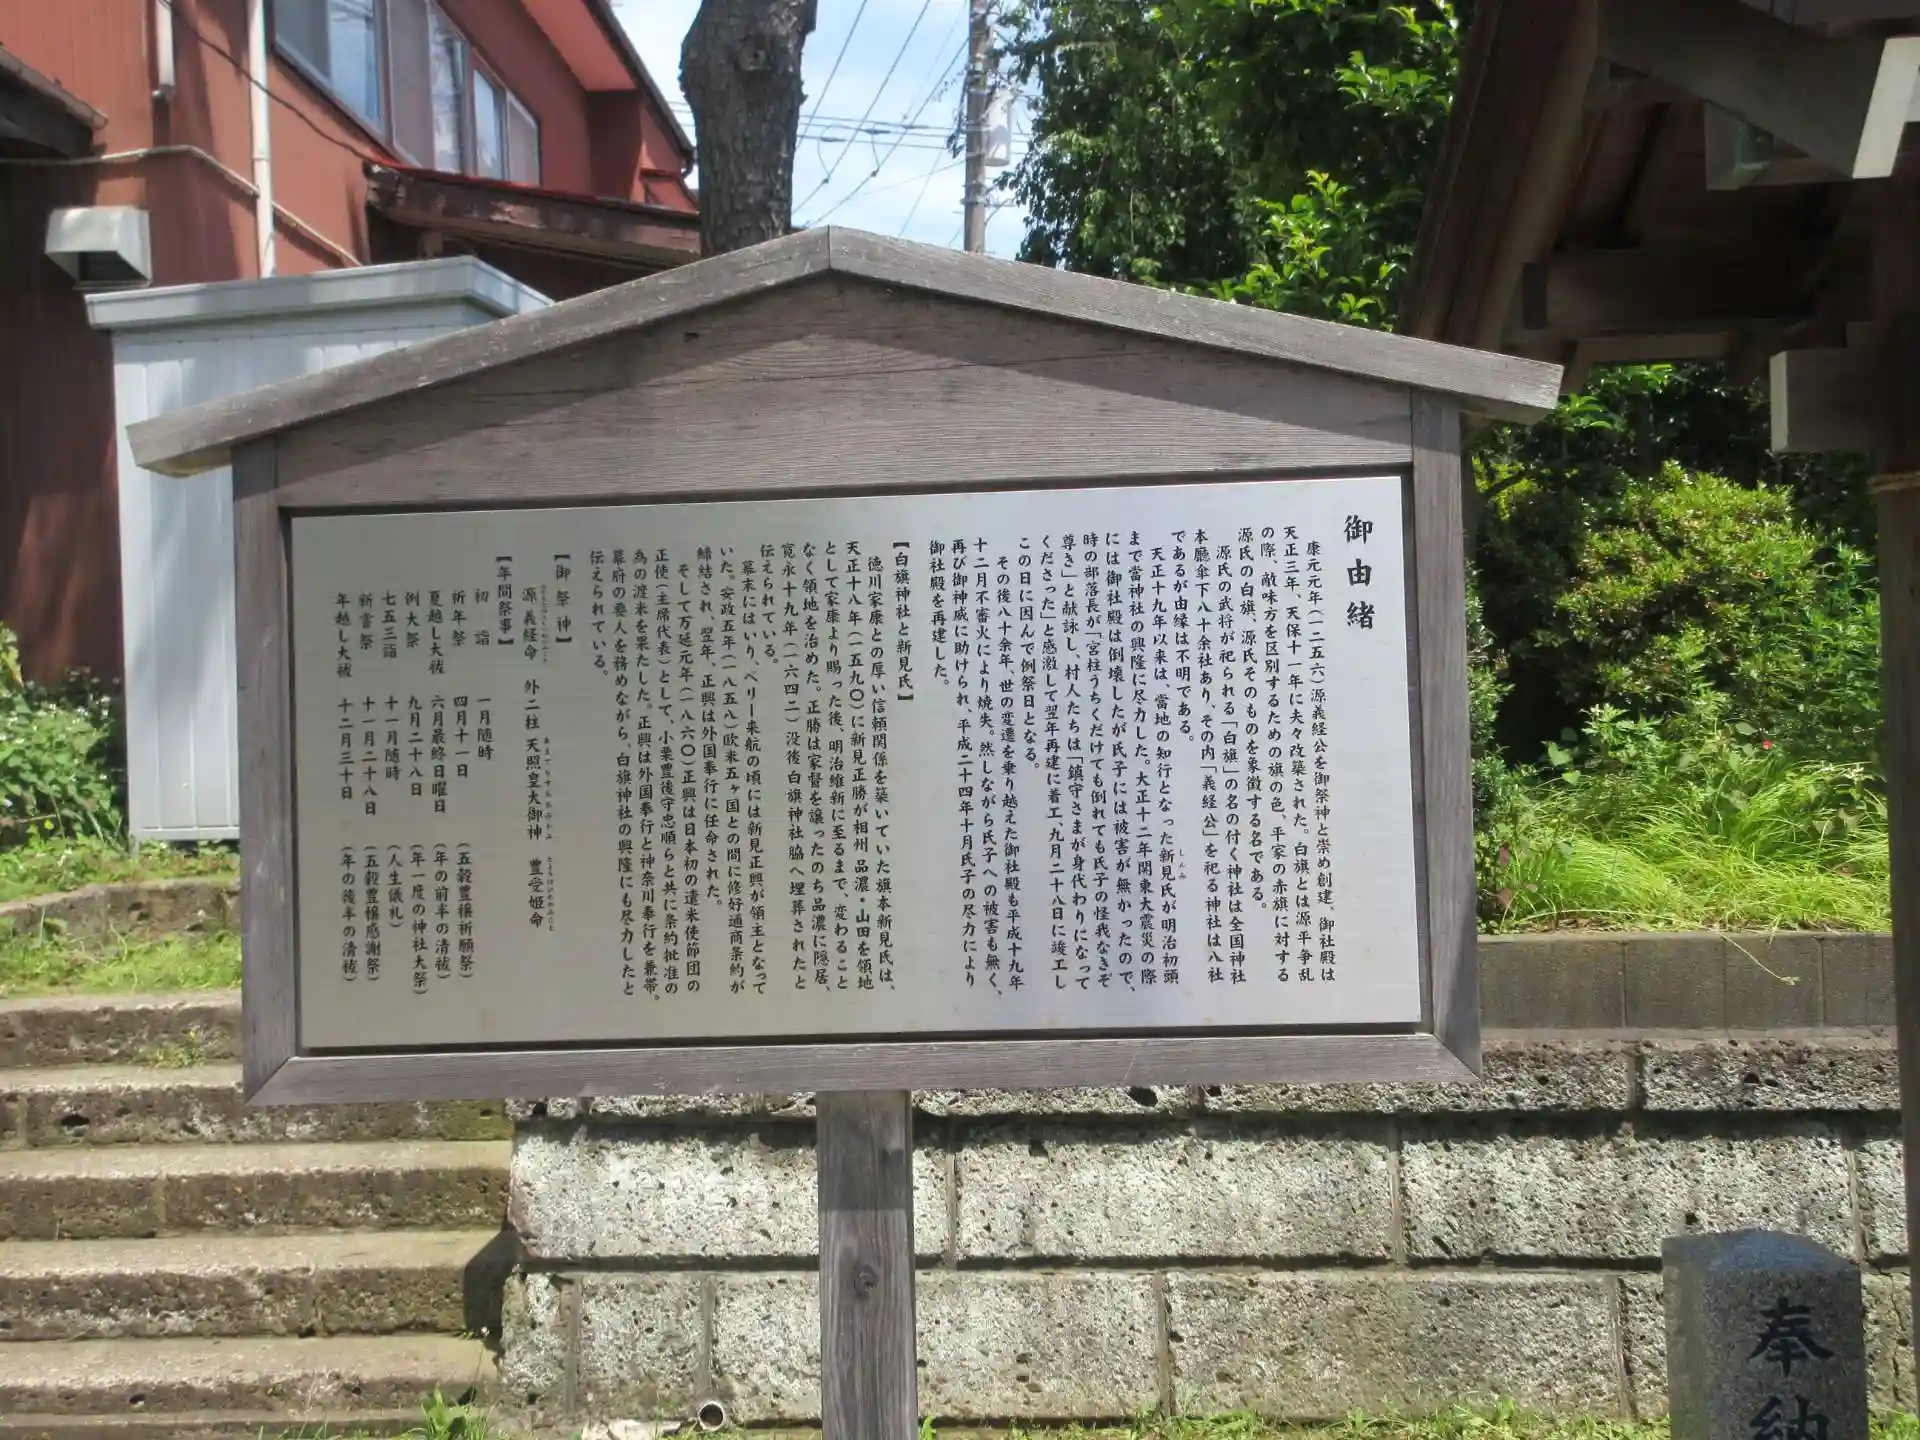 御由緒
康元元年(一二五六)源義経公を御祭神と崇め創建、御社殿は
天正三年、天保十一年に夫々改築された。白旗とは源平争乱
の際、敵味方を区別するための旗の色、平家の赤旗に対する
源氏の白旗、源氏そのものを象徴する名である。
源氏の武将が祀られる「白旗」の名の付く神社は全国神社
本廳傘下八十余社あり、その内「義経公」を祀る神社は八社
であるが由縁は不明である。
天正十九年以来は、當地の知行となった新見氏が明治初頭
しんみ
まで當神社の興隆に尽力した。大正十二年関東大震災の際
には御社殿は倒壊したが氏子には被害が無かったので、
時の部落長が「宮柱うちくだけても倒れても氏子の怪我なきぞ
尊き」と献詠し、村人たちは「鎮守さまが身代わりになって
くださった」と感激して翌年再建に着工、九月二十八日に竣工し
この日に因んで例祭日となる。
その後八十余年、世の変遷を乗り越えた御社殿も平成十九年
十二月不審火により焼失。然しながら氏子への被害も無く、
再び御神威に助けられ、平成二十四年十月氏子の尽力により
御社殿を再建した。
【白旗神社と新見氏】
徳川家康との厚い信頼関係を築いていた旗本新見氏は、
天正十八年(一五九〇)に新見正勝が相州 品濃・山田を領地
として家康より賜った後、明治維新に至るまで、変わること
なく領地を治めた。正勝は家督を譲ったのち品濃に隠居、
寛永十九年(一六四二)没後白旗神社脇へ埋葬されたと
伝えられている。
幕末にはいり、ペリー来航の頃には新見正興が領主となって
いた。安政五年(一八五八)欧米五ヶ国との間に修好通商条約が
締結され、翌年、正興は外国奉行に任命された。
そして万延元年(一八六〇)正興は日本初の遣米使節団の
正使(主席代表)として、小栗豊後守忠順らと共に条約批准の
為の渡米を果たした。正興は外国奉行と神奈川奉行を兼帯。
幕府の要人を務めながら、白旗神社の興隆にも尽力したと
伝えられている。
【御祭神】
源義経命 外二柱 天照皇大御神 豊受姫命
【年間祭事】
初詣 一月随時
祈年祭 四月十一日 (五穀豊穣祈願祭)
夏越し大祓 六月最終日曜日 (年の前半の清祓)
例大祭 九月二十八日 (年一度の神社大祭)
七五三詣 十一月随時 (人生儀礼)
新嘗祭 十一月二十八日 (五穀豊穣感謝祭)
年越し大祓 十二月三十日 (年の後半の清祓)
奉納